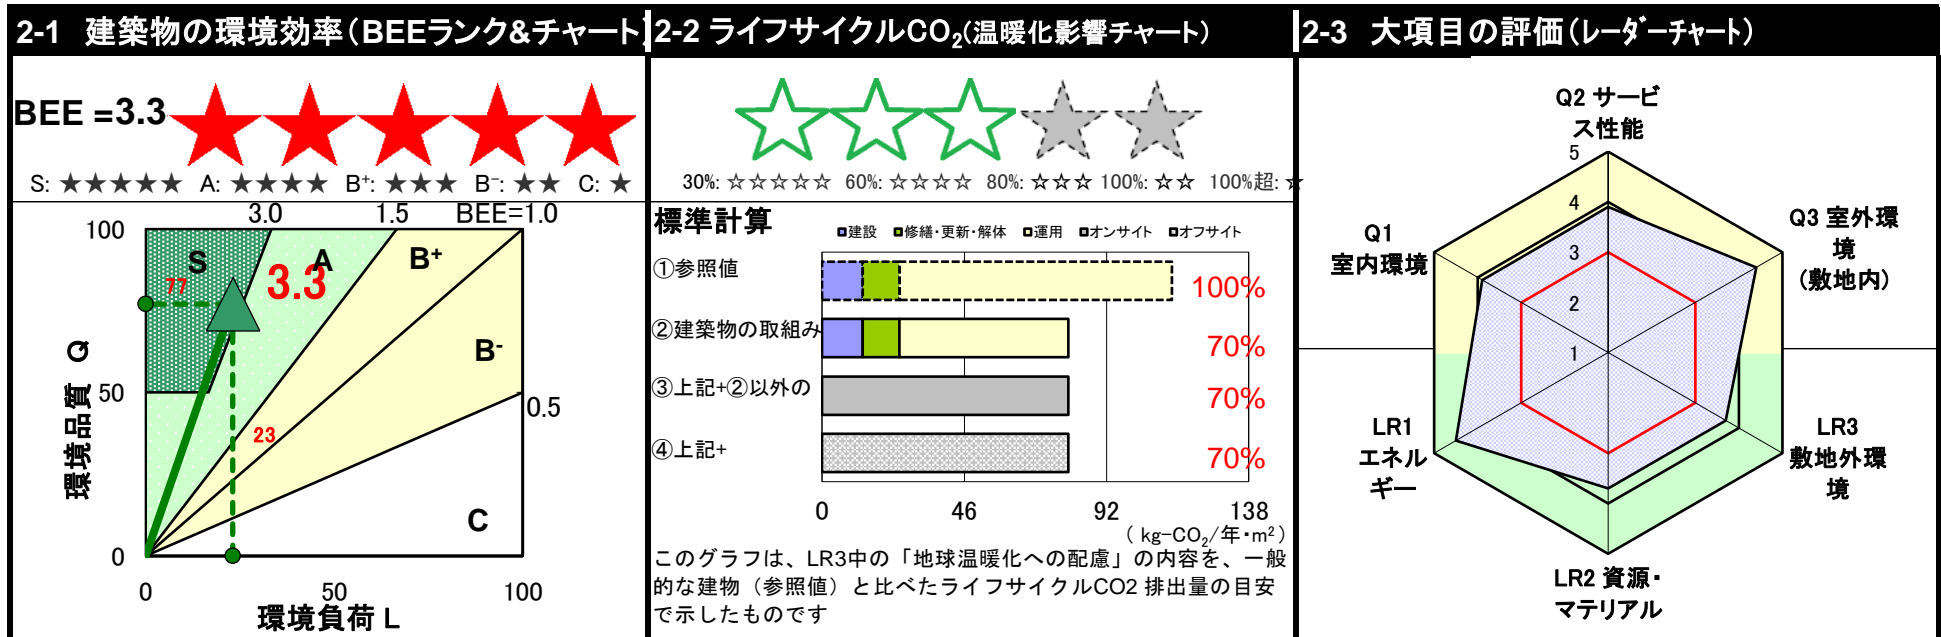 2-1 建築物の環境効率(BEEランク&チャート)
BEE =3.3
S: ★★★★★ A: ★★★★ B⁺: ★★★ B⁻: ★★ C: ★
3.0 1.5 BEE=1.0
100
S
A
B⁺
77
3.3
B⁻
50
0.5
23
C
0
0 50 100
環境品質 Q
環境負荷 L
2-2 ライフサイクルCO₂(温暖化影響チャート)
30%: ☆☆☆☆☆ 60%: ☆☆☆☆ 80%: ☆☆☆ 100%: ☆☆ 100%超: ☆
標準計算
建設 修繕・更新・解体 運用 オンサイト オフサイト
①参照値 100%
②建築物の取組み 70%
③上記+②以外の 70%
④上記+ 70%
0 46 92 138
( kg-CO₂/年・m² )
このグラフは、LR3中の「地球温暖化への配慮」の内容を、一般
的な建物(参照値)と比べたライフサイクルCO2 排出量の目安
で示したものです
2-3 大項目の評価(レーダーチャート)
Q2 サービ
ス性能
5
4
3
2
1
Q1
室内環境
Q3 室外環
境
(敷地内)
LR1
エネル
ギー
LR3
敷地外環
境
LR2 資源・
マテリアル